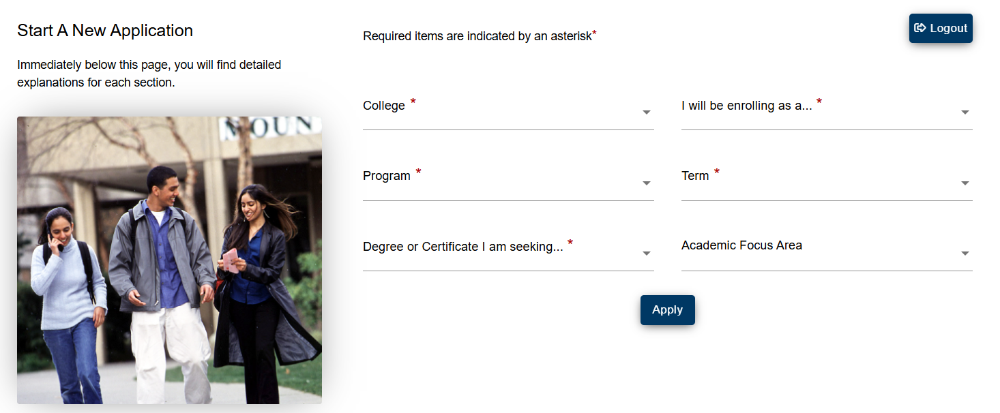 Start A New Application
Immediately below this page, you will find detailed
explanations for each section.
MOUN
Required items are indicated by an asterisk*
Logout
College *
I will be enrolling as a... *
Program *
Term *
Degree or Certificate I am seeking... *
Academic Focus Area
Apply